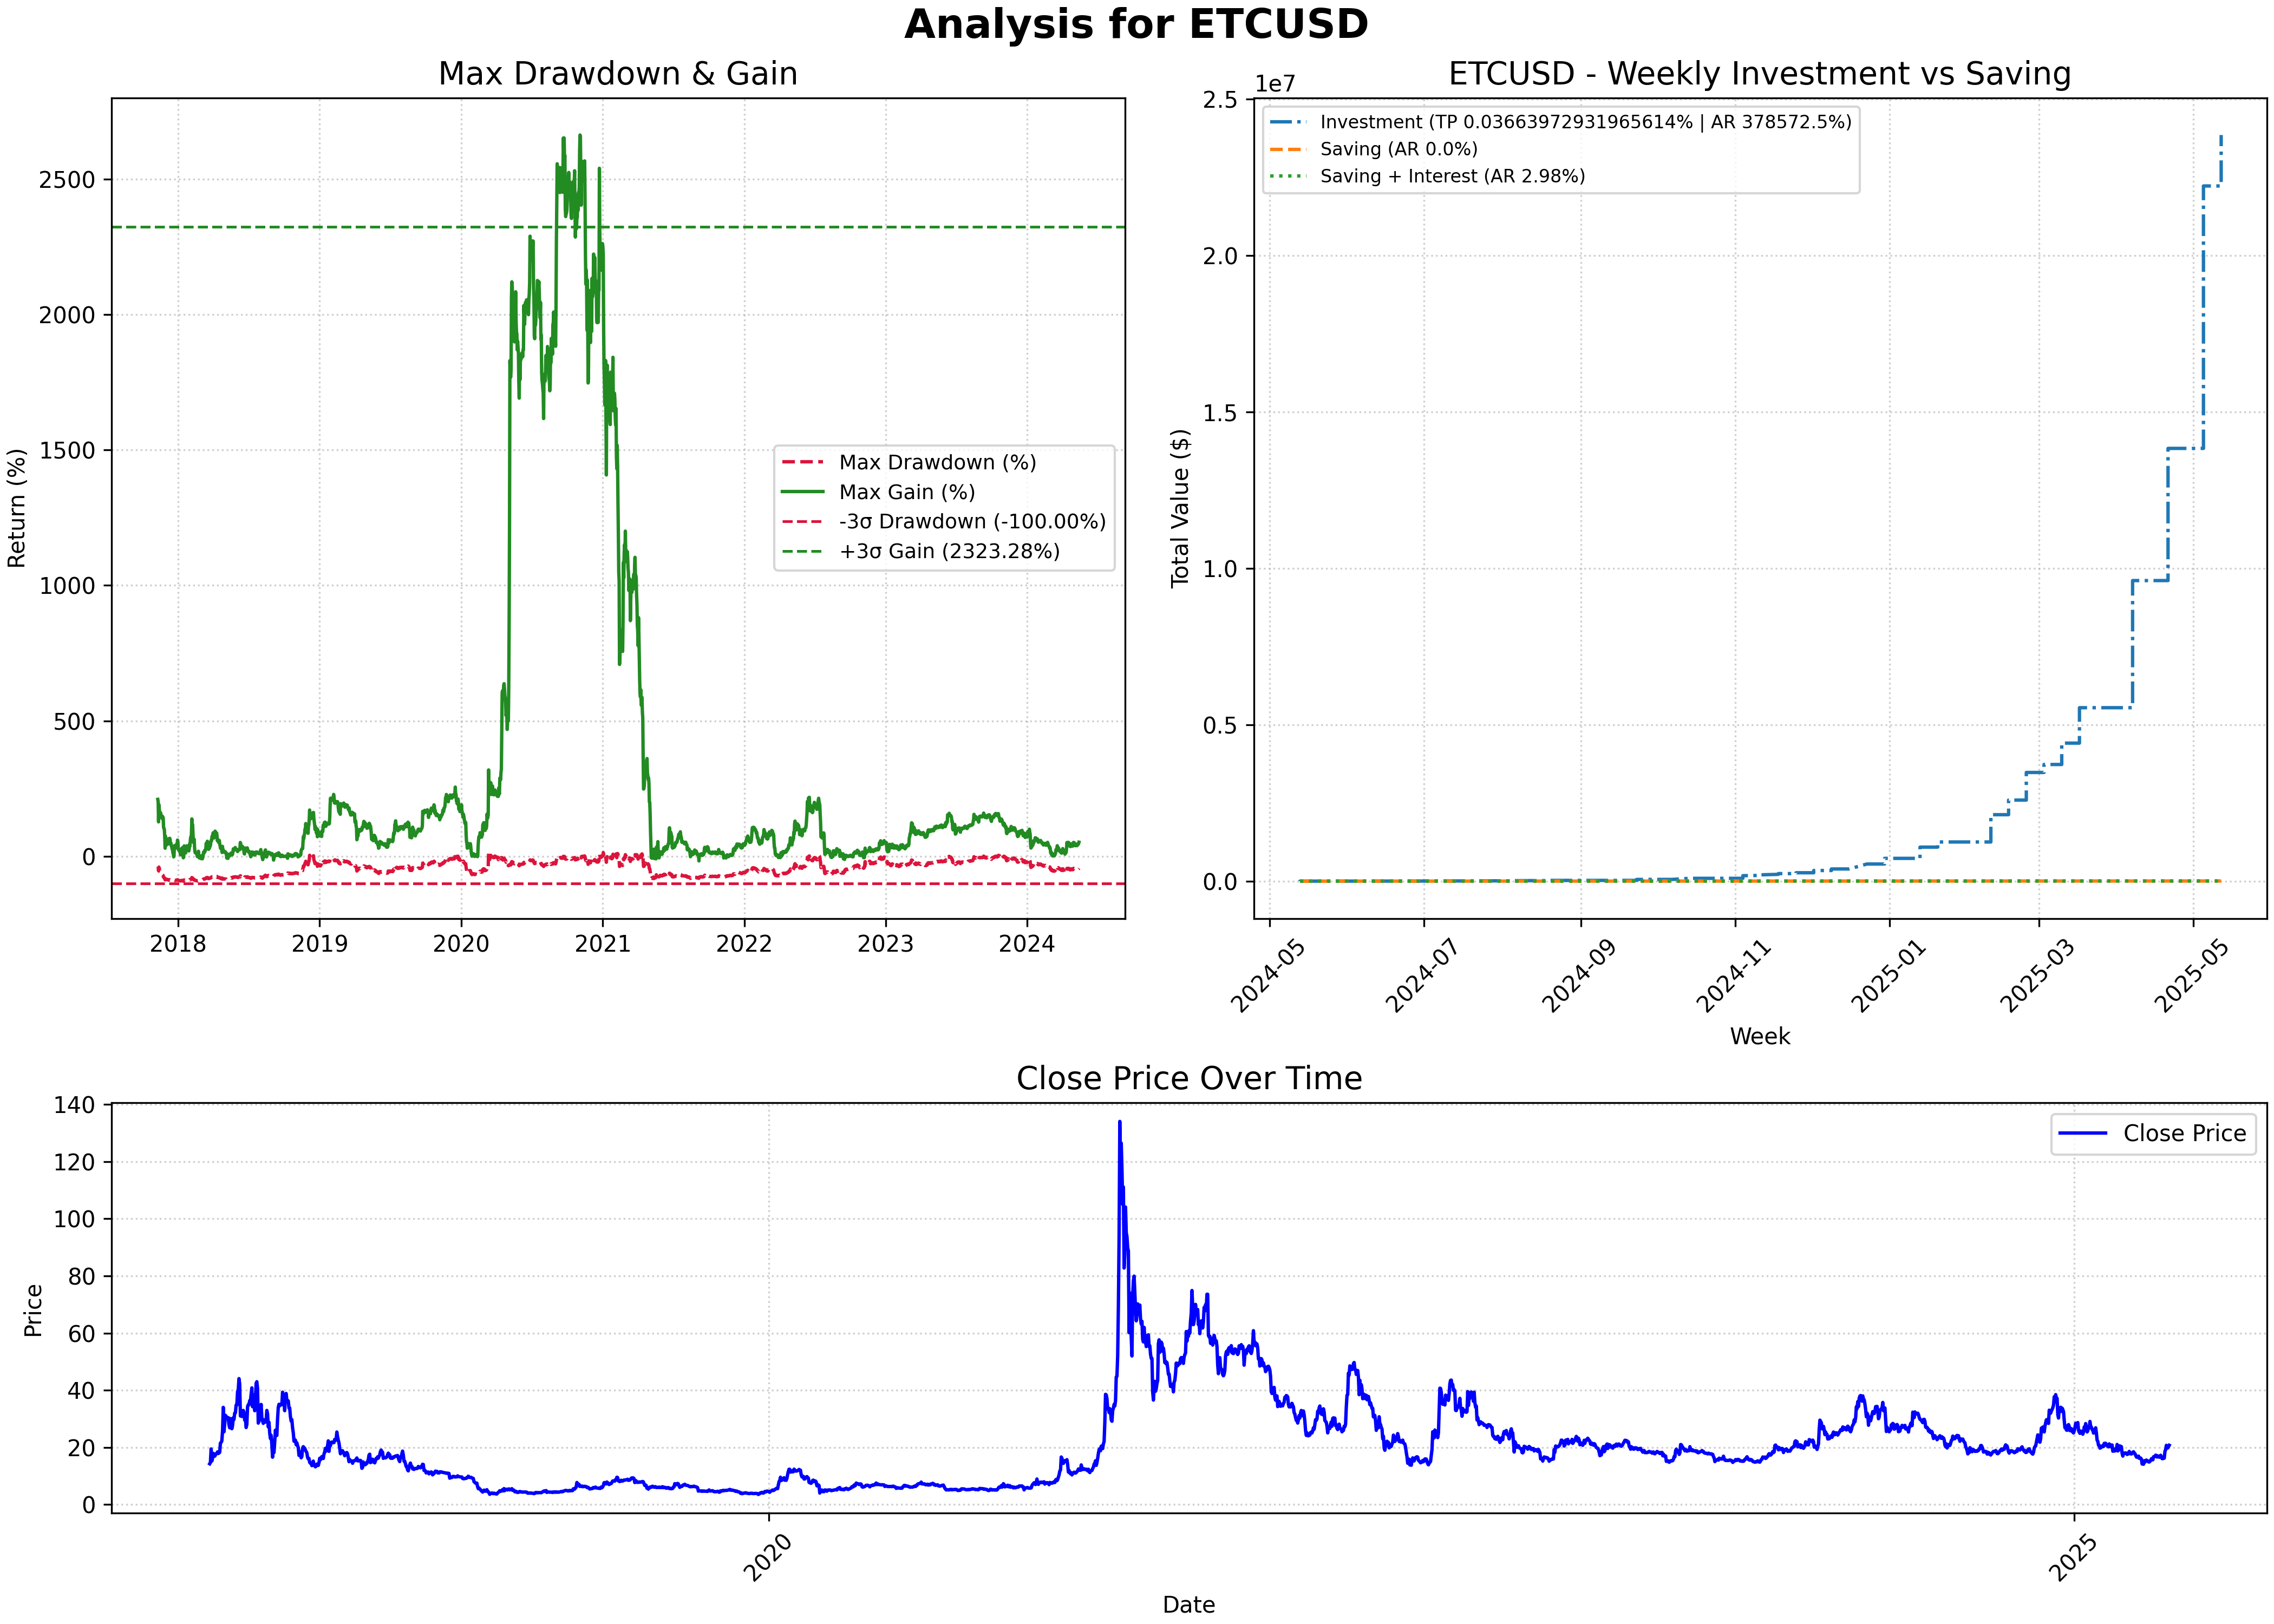 Analysis for ETCUSD
Max Drawdown & Gain
Return (%)
2500
2000
1500
1000
500
0
Max Drawdown (%)
Max Gain (%)
-3σ Drawdown (-100.00%)
+3σ Gain (2323.28%)
2018 2019 2020 2021 2022 2023 2024
ETCUSD - Weekly Investment vs Saving
1e7
Total Value ($)
2.5
2.0
1.5
1.0
0.5
0.0
Investment (TP 0.03663972931965614% | AR 378572.5%)
Saving (AR 0.0%)
Saving + Interest (AR 2.98%)
2024-05 2024-07 2024-09 2024-11 2025-01 2025-03 2025-05
Week
Close Price Over Time
Price
140
120
100
80
60
40
20
0
Close Price
2020 2025
Date